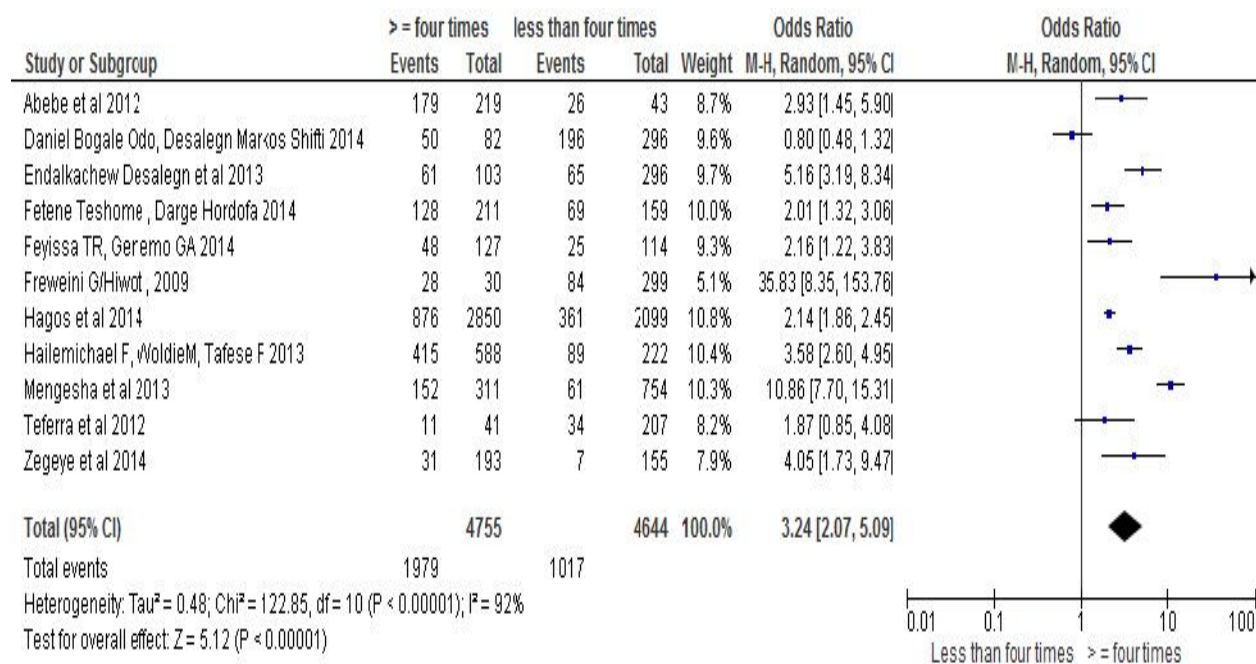 > = four times less than four times Odds Ratio Odds Ratio
Study or Subgroup Events Total Events Total Weight M-H, Random, 95% CI M-H, Random, 95% CI
Abebe et al 2012 179 219 26 43 8.7% 2.93 [1.45, 5.90]
Daniel Bogale Odo, Desalegn Markos Shifti 2014 50 82 196 296 9.6% 0.80 [0.48, 1.32]
Endalkachew Desalegn et al 2013 61 103 65 296 9.7% 5.16 [3.19, 8.34]
Fetene Teshome , Darge Hordofa 2014 128 211 69 159 10.0% 2.01 [1.32, 3.06]
Feyissa TR, Geremo GA 2014 48 127 25 114 9.3% 2.16 [1.22, 3.83]
Freweini G/Hiwot , 2009 28 30 84 299 5.1% 35.83 [8.35, 153.76]
Hagos et al 2014 876 2850 361 2099 10.8% 2.14 [1.86, 2.45]
Hailemichael F, WoldieM, Tafese F 2013 415 588 89 222 10.4% 3.58 [2.60, 4.95]
Mengesha et al 2013 152 311 61 754 10.3% 10.86 [7.70, 15.31]
Teferra et al 2012 11 41 34 207 8.2% 1.87 [0.85, 4.08]
Zegeye et al 2014 31 193 7 155 7.9% 4.05 [1.73, 9.47]
Total (95% CI) 4755 4644 100.0% 3.24 [2.07, 5.09]
Total events 1979 1017
Heterogeneity: Tau² = 0.48; Chi² = 122.85, df = 10 (P < 0.00001); I² = 92%
Test for overall effect: Z = 5.12 (P < 0.00001)
0.01 0.1 1 10 100
Less than four times > = four times